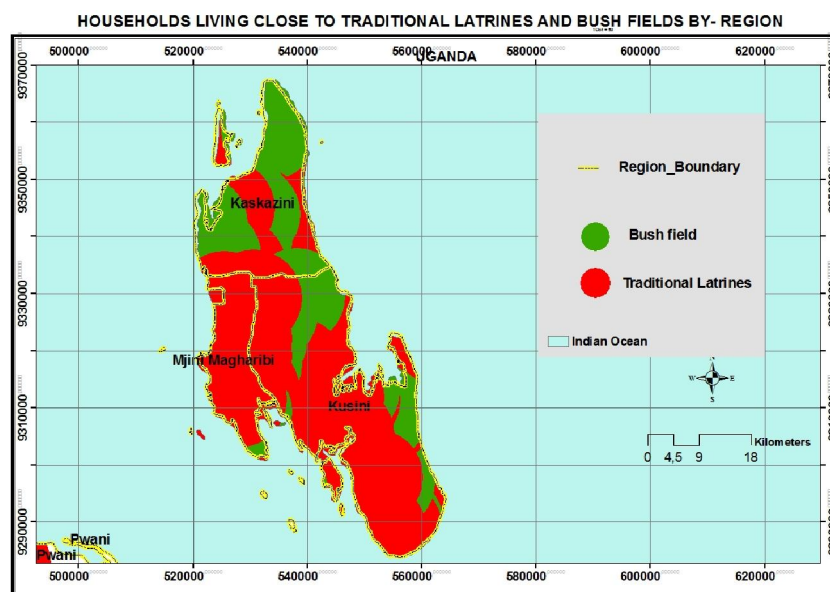 HOUSEHOLDS LIVING CLOSE TO TRADITIONAL LATRINES AND BUSH FIELDS BY- REGION
500000 520000 540000 560000 580000 600000 620000
UGANDA
9370000
9350000
9330000
9310000
9290000
Kaskazini
Mjini Magharibi
Kusini
Pwani
Pwani
Region_Boundary
Bush field
Traditional Latrines
Indian Ocean
N
W E
S
Kilometers
0 4,5 9 18
500000 520000 540000 560000 580000 600000 620000